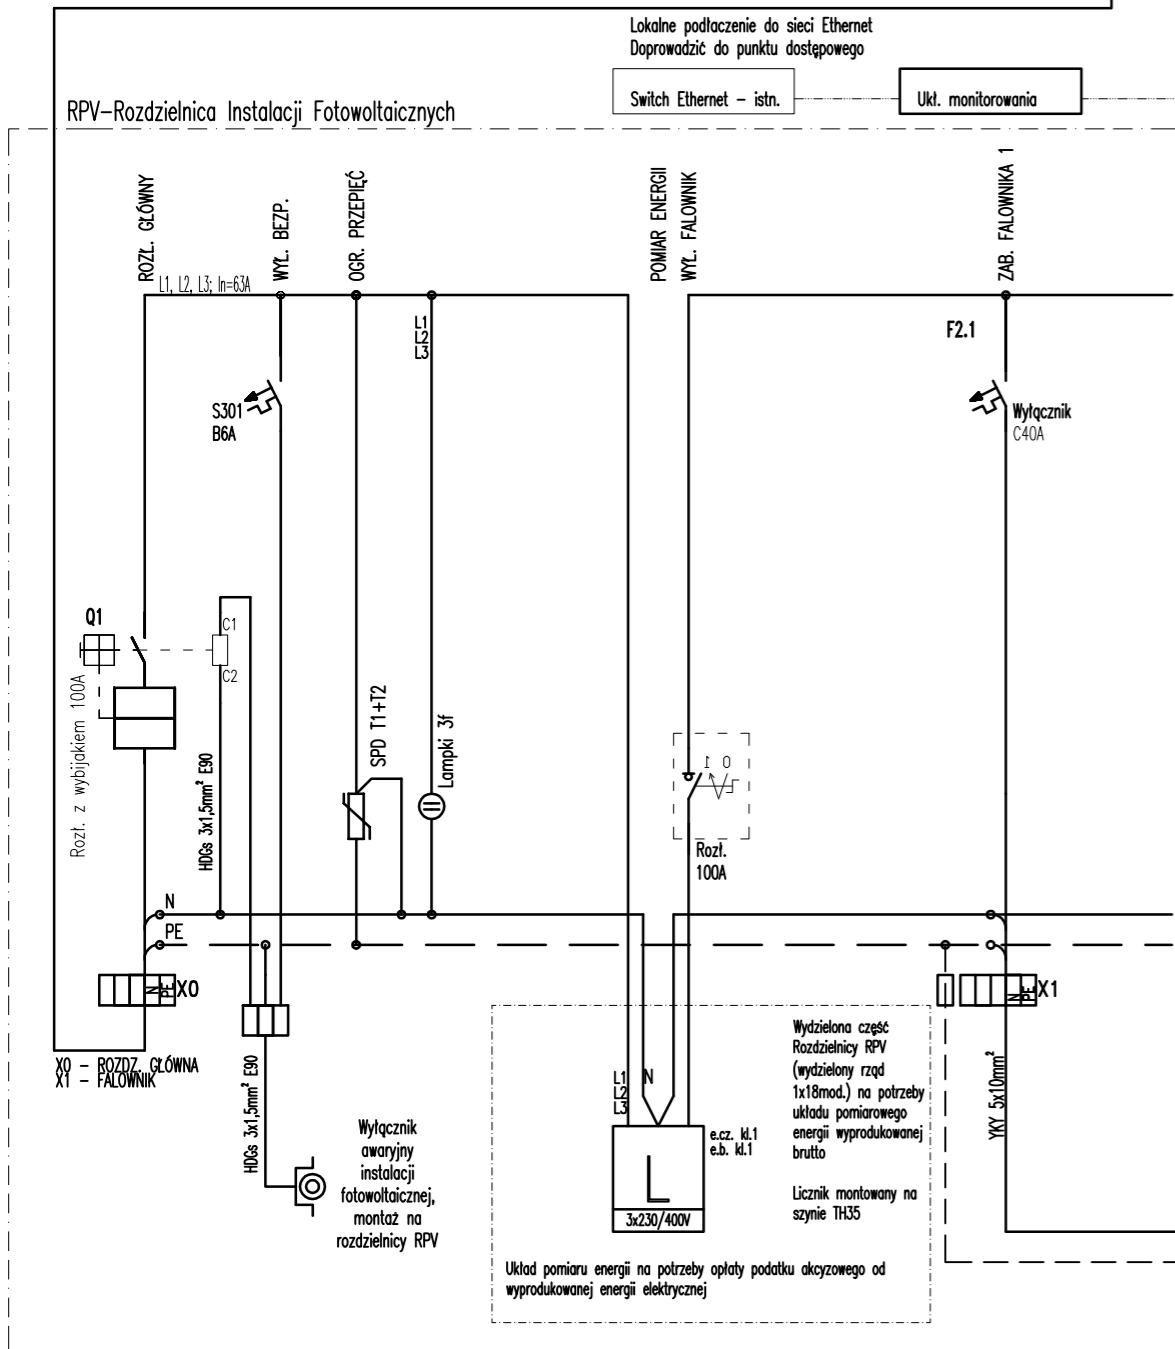 Lokalne podłaczenie do sieci Ethernet
Doprowadzić do punktu dostępowego
Switch Ethernet – istn.
Ukł. monitorowania
RPV–Rozdzielnica Instalacji Fotowoltaicznych
ROZŁ. GŁÓWNY
WYŁ. BEZP.
OGR. PRZEPIĘĆ
POMIAR ENERGII
WYŁ. FALOWNIK
ZAB. FALOWNIKA 1
L1, L2, L3; In=63A
L1
L2
L3
F2.1
S301
B6A
Wyłącznik
C40A
Q1
C1
C2
Rozł. z wybijakiem 100A
HDGs 3x1,5mm² E90
SPD T1+T2
Lampki 3f
1 0
Rozł.
100A
N
PE
N
PE
X0
N
PE
X1
X0 – ROZDZ. GŁÓWNA
X1 – FALOWNIK
HDGs 3x1,5mm² E90
Wyłącznik
awaryjny
instalacji
fotowoltaicznej,
montaż na
rozdzielnicy RPV
L1
L2
L3
N
e.cz. kl.1
e.b. kl.1
L
3x230/400V
Wydzielona część
Rozdzielnicy RPV
(wydzielony rząd
1x18mod.) na potrzeby
układu pomiarowego
energii wyprodukowanej
brutto
Licznik montowany na
szynie TH35
YKY 5x10mm²
Układ pomiaru energii na potrzeby opłaty podatku akcyzowego od
wyprodukowanej energii elektrycznej